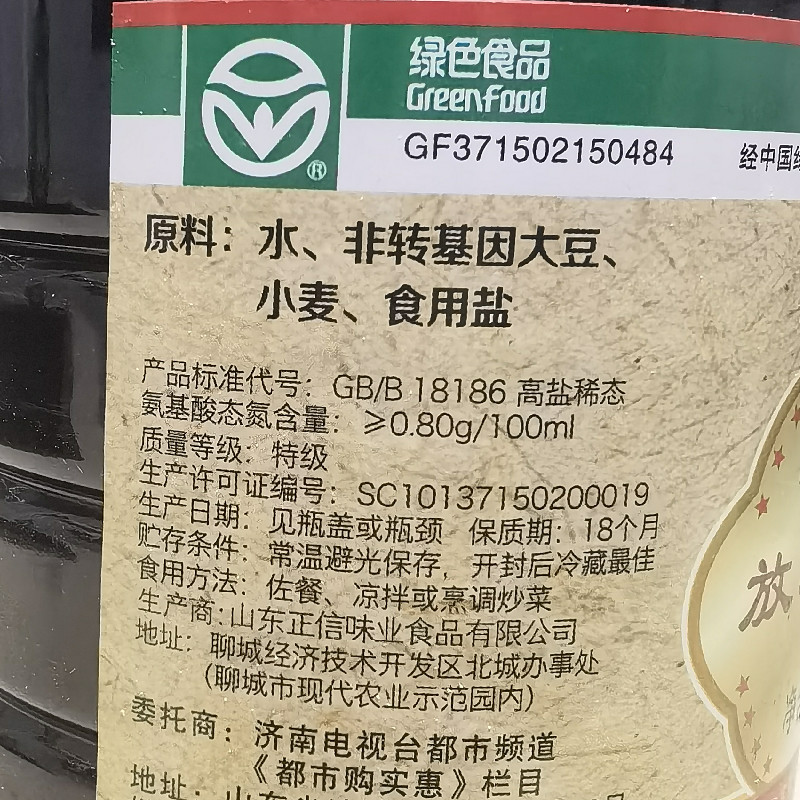 绿色食品
Greenfood
®
GF371502150484
经中国
原料：水、非转基因大豆、
小麦、食用盐
产品标准代号：GB/B 18186 高盐稀态
氨基酸态氮含量：≥0.80g/100ml
质量等级：特级
生产许可证编号：SC10137150200019
生产日期：见瓶盖或瓶颈 保质期：18个月
贮存条件：常温避光保存，开封后冷藏最佳
食用方法：佐餐、凉拌或烹调炒菜
生产商:山东正信味业食品有限公司
地址：聊城经济技术开发区北城办事处
(聊城市现代农业示范园内)
委托商：济南电视台都市频道
《都市购实惠》栏目
地址：山东
放